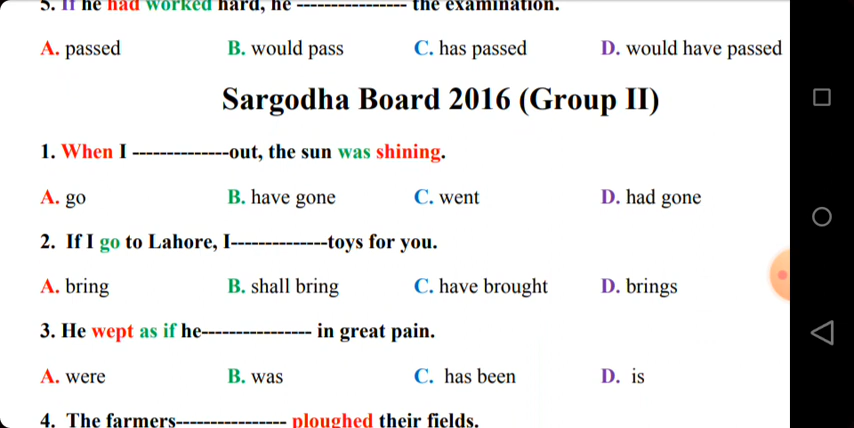 5. If he had worked hard, he ----------------- the examination.
A. passed B. would pass C. has passed D. would have passed
Sargodha Board 2016 (Group II)
1. When I --------------out, the sun was shining.
A. go B. have gone C. went D. had gone
2. If I go to Lahore, I--------------toys for you.
A. bring B. shall bring C. have brought D. brings
3. He wept as if he---------------- in great pain.
A. were B. was C. has been D. is
4. The farmers---------------- ploughed their fields.